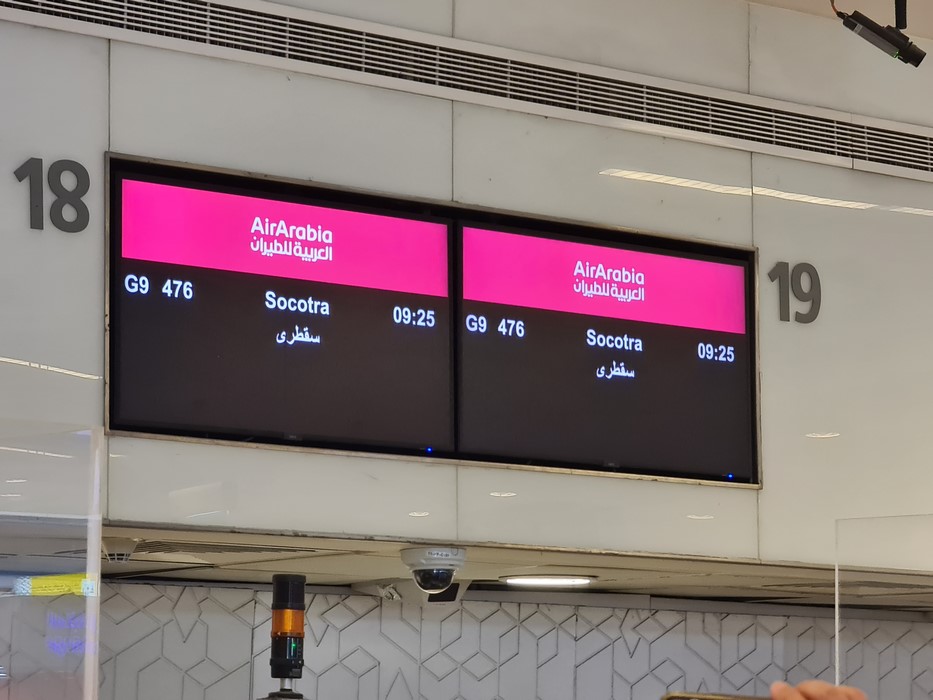 18
AirArabia
العربية للطيران
G9 476
Socotra
09:25
سقطرى
AirArabia
العربية للطيران
G9 476
Socotra
09:25
سقطرى
19